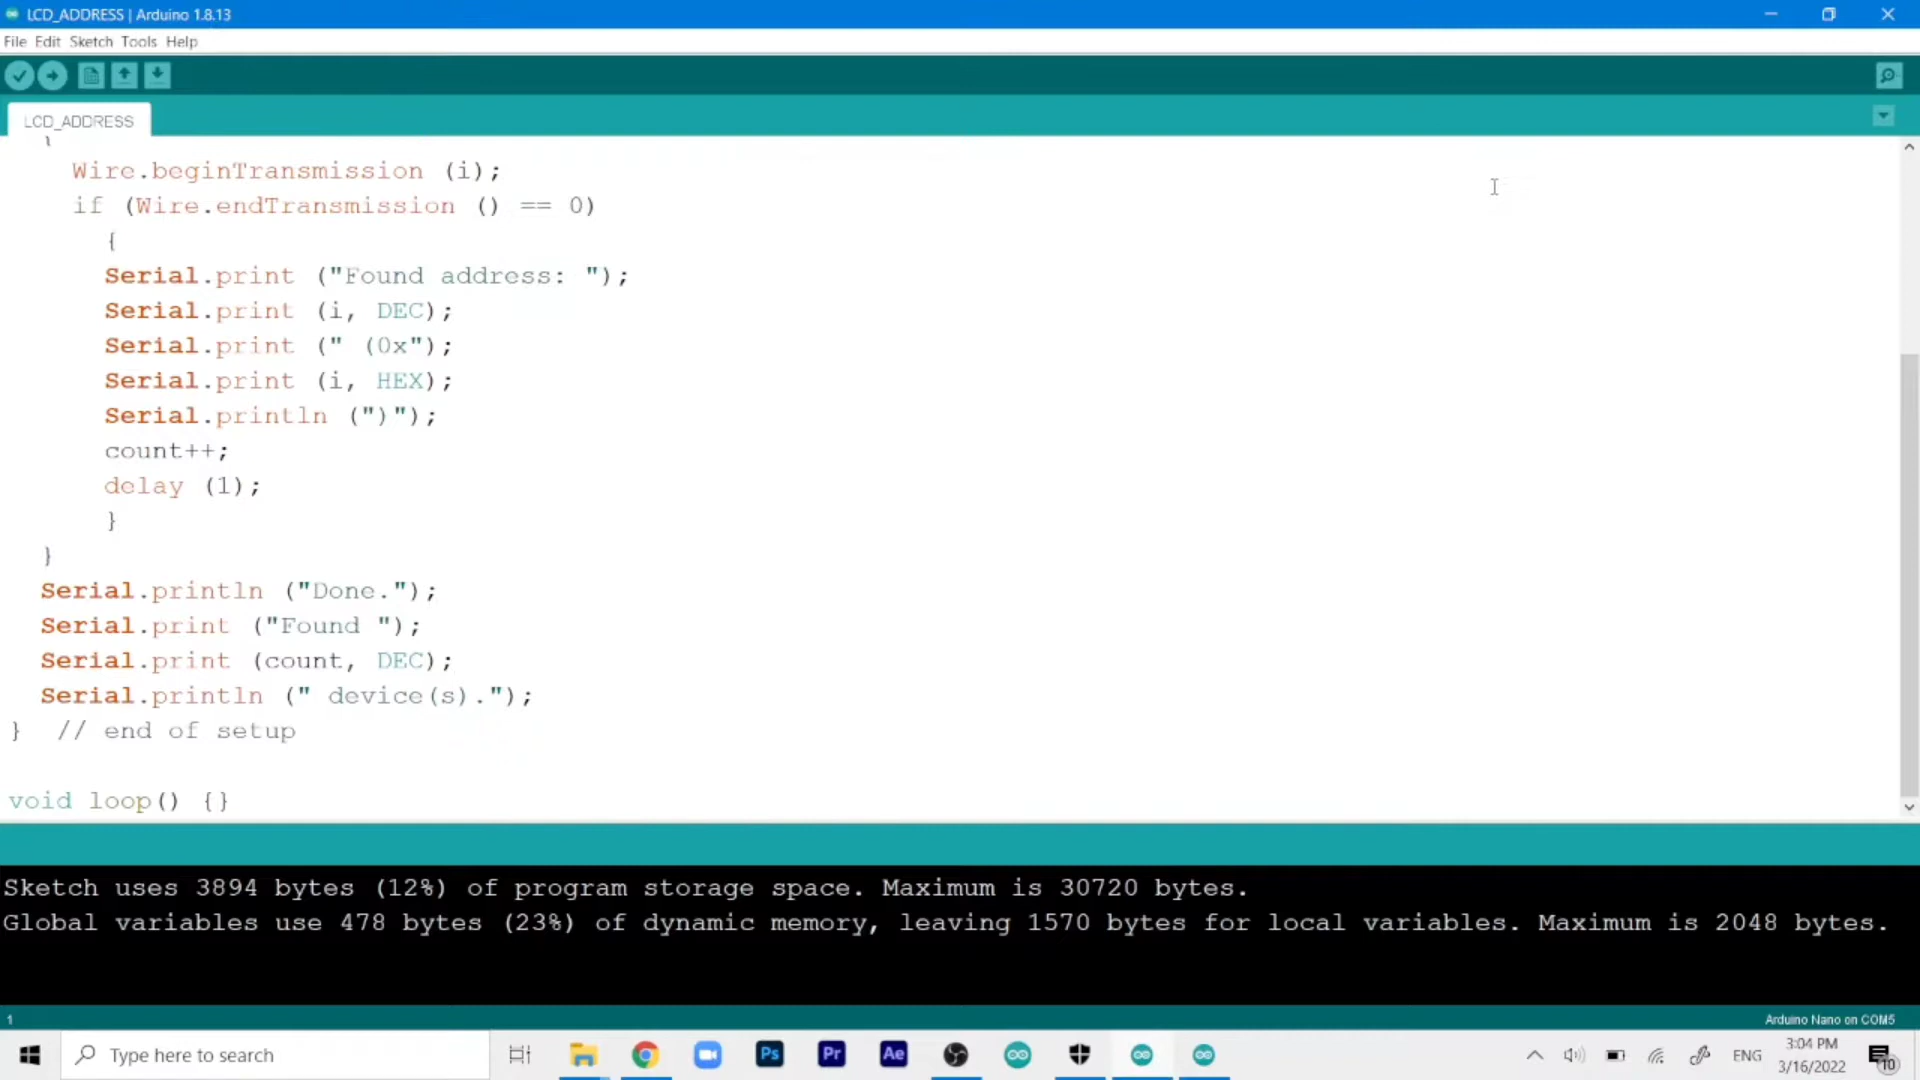 LCD_ADDRESS | Arduino 1.8.13
File Edit Sketch Tools Help
LCD_ADDRESS
{
Wire.beginTransmission (i);
if (Wire.endTransmission () == 0)
{
Serial.print ("Found address: ");
Serial.print (i, DEC);
Serial.print (" (0x");
Serial.print (i, HEX);
Serial.println (")");
count++;
delay (1);
}
}
Serial.println ("Done.");
Serial.print ("Found ");
Serial.print (count, DEC);
Serial.println (" device(s).");
} // end of setup
void loop() {}
Sketch uses 3894 bytes (12%) of program storage space. Maximum is 30720 bytes.
Global variables use 478 bytes (23%) of dynamic memory, leaving 1570 bytes for local variables. Maximum is 2048 bytes.
1
Arduino Nano on COM5
Type here to search
Ps
Pr
Ae
ENG
3:04 PM
3/16/2022
10